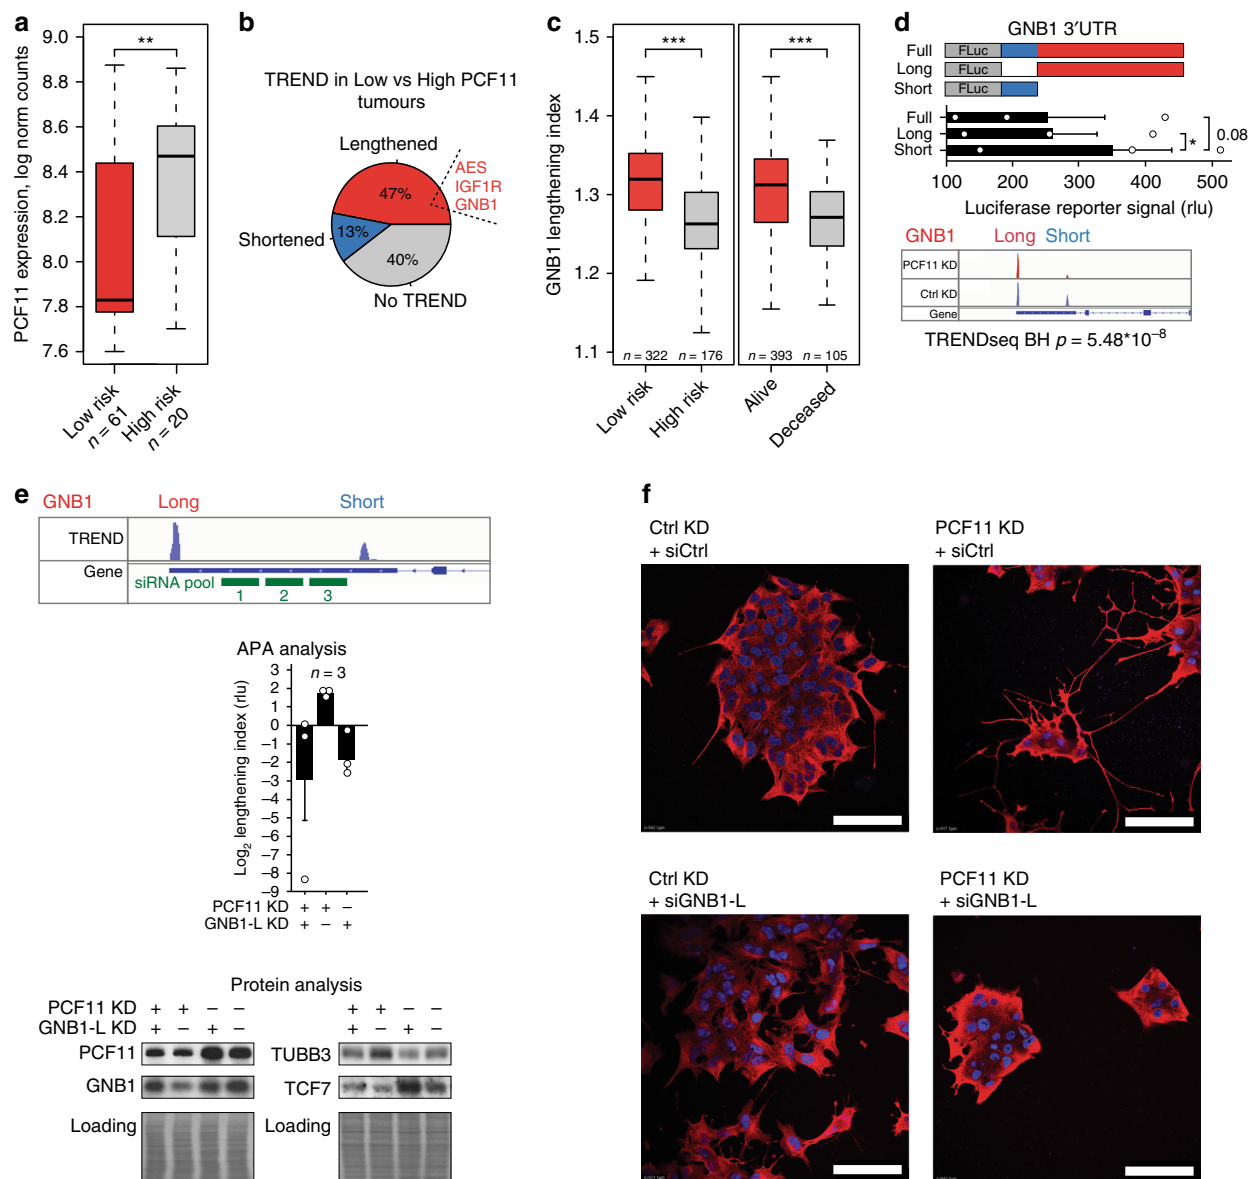 a
PCF11 expression, log norm counts
9.0
8.8
8.6
8.4
8.2
8.0
7.8
7.6
**
Low risk
n = 61
High risk
n = 20
b
TREND in Low vs High PCF11
tumours
Lengthened
47%
AES
IGF1R
GNB1
Shortened
13%
40%
No TREND
c
GNB1 lengthening index
1.5
1.4
1.3
1.2
1.1
***
***
n = 322
n = 176
n = 393
n = 105
Low risk
High risk
Alive
Deceased
d
GNB1 3′UTR
Full
FLuc
Long
FLuc
Short
FLuc
Full
Long
Short
*
0.08
100
200
300
400
500
Luciferase reporter signal (rlu)
GNB1
Long
Short
PCF11 KD
Ctrl KD
Gene
TRENDseq BH p = 5.48*10⁻⁸
e
GNB1
Long
Short
TREND
Gene
siRNA pool
1
2
3
APA analysis
n = 3
Log₂ lengthening index (rlu)
3
2
1
0
−1
−2
−3
−4
−5
−6
−7
−8
−9
PCF11 KD + + −
GNB1-L KD + − +
Protein analysis
PCF11 KD + + − −
GNB1-L KD + − + −
PCF11
GNB1
Loading
+ + − −
+ − + −
TUBB3
TCF7
Loading
f
Ctrl KD
+ siCtrl
PCF11 KD
+ siCtrl
Ctrl KD
+ siGNB1-L
PCF11 KD
+ siGNB1-L